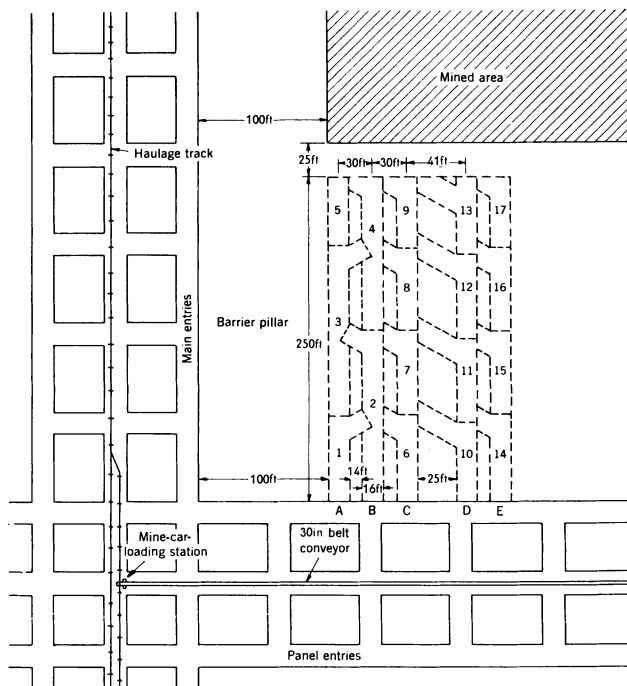 Mined area
100ft
Haulage track
30ft
30ft
41ft
25ft
5
9
13
17
4
8
12
16
Main entries
Barrier pillar
3
250ft
7
11
15
2
1
6
10
14
100ft
14ft
25ft
16ft
A
B
C
D
E
Mine-car-
loading station
30in belt
conveyor
Panel entries